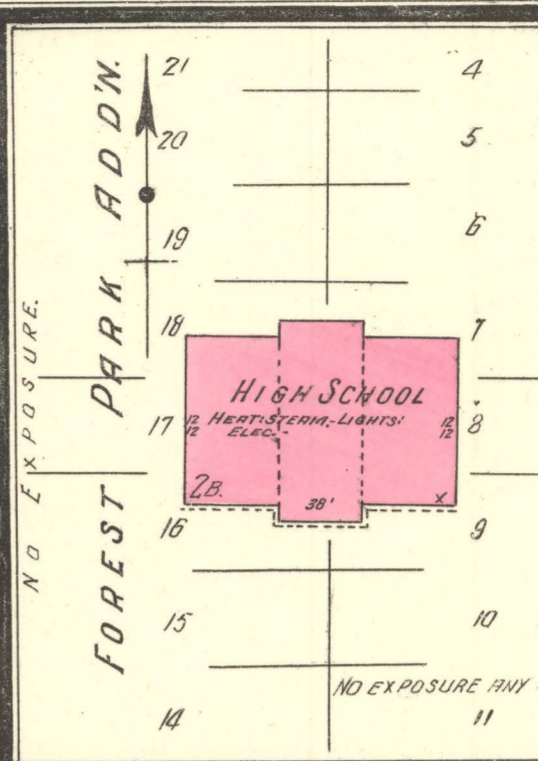 FOREST PARK ADD'N.
NO EXPOSURE.
21
20
19
18
17
16
15
14
4
5
6
7
8
9
10
11
HIGH SCHOOL
HEAT: STEAM,-LIGHTS:
ELEC.-
12
12
12
12
2B.
38'
X
NO EXPOSURE ANY